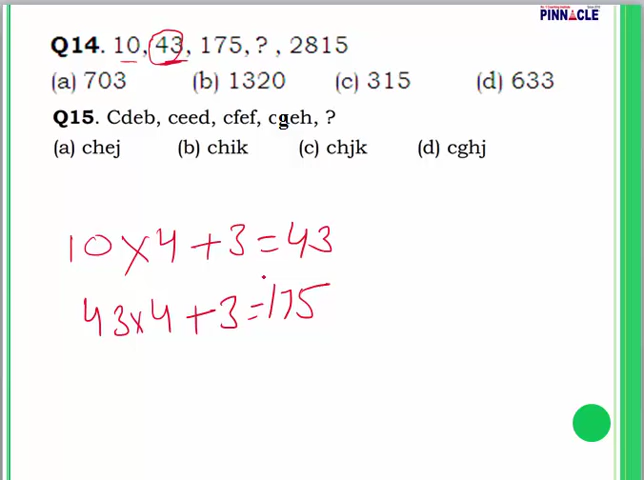 PINNACLE
Q14. 10, 43, 175, ? , 2815
(a) 703 (b) 1320 (c) 315 (d) 633
Q15. Cdeb, ceed, cfef, cgeh, ?
(a) chej (b) chik (c) chjk (d) cghj
10 × 4 + 3 = 43
43 × 4 + 3 = 175